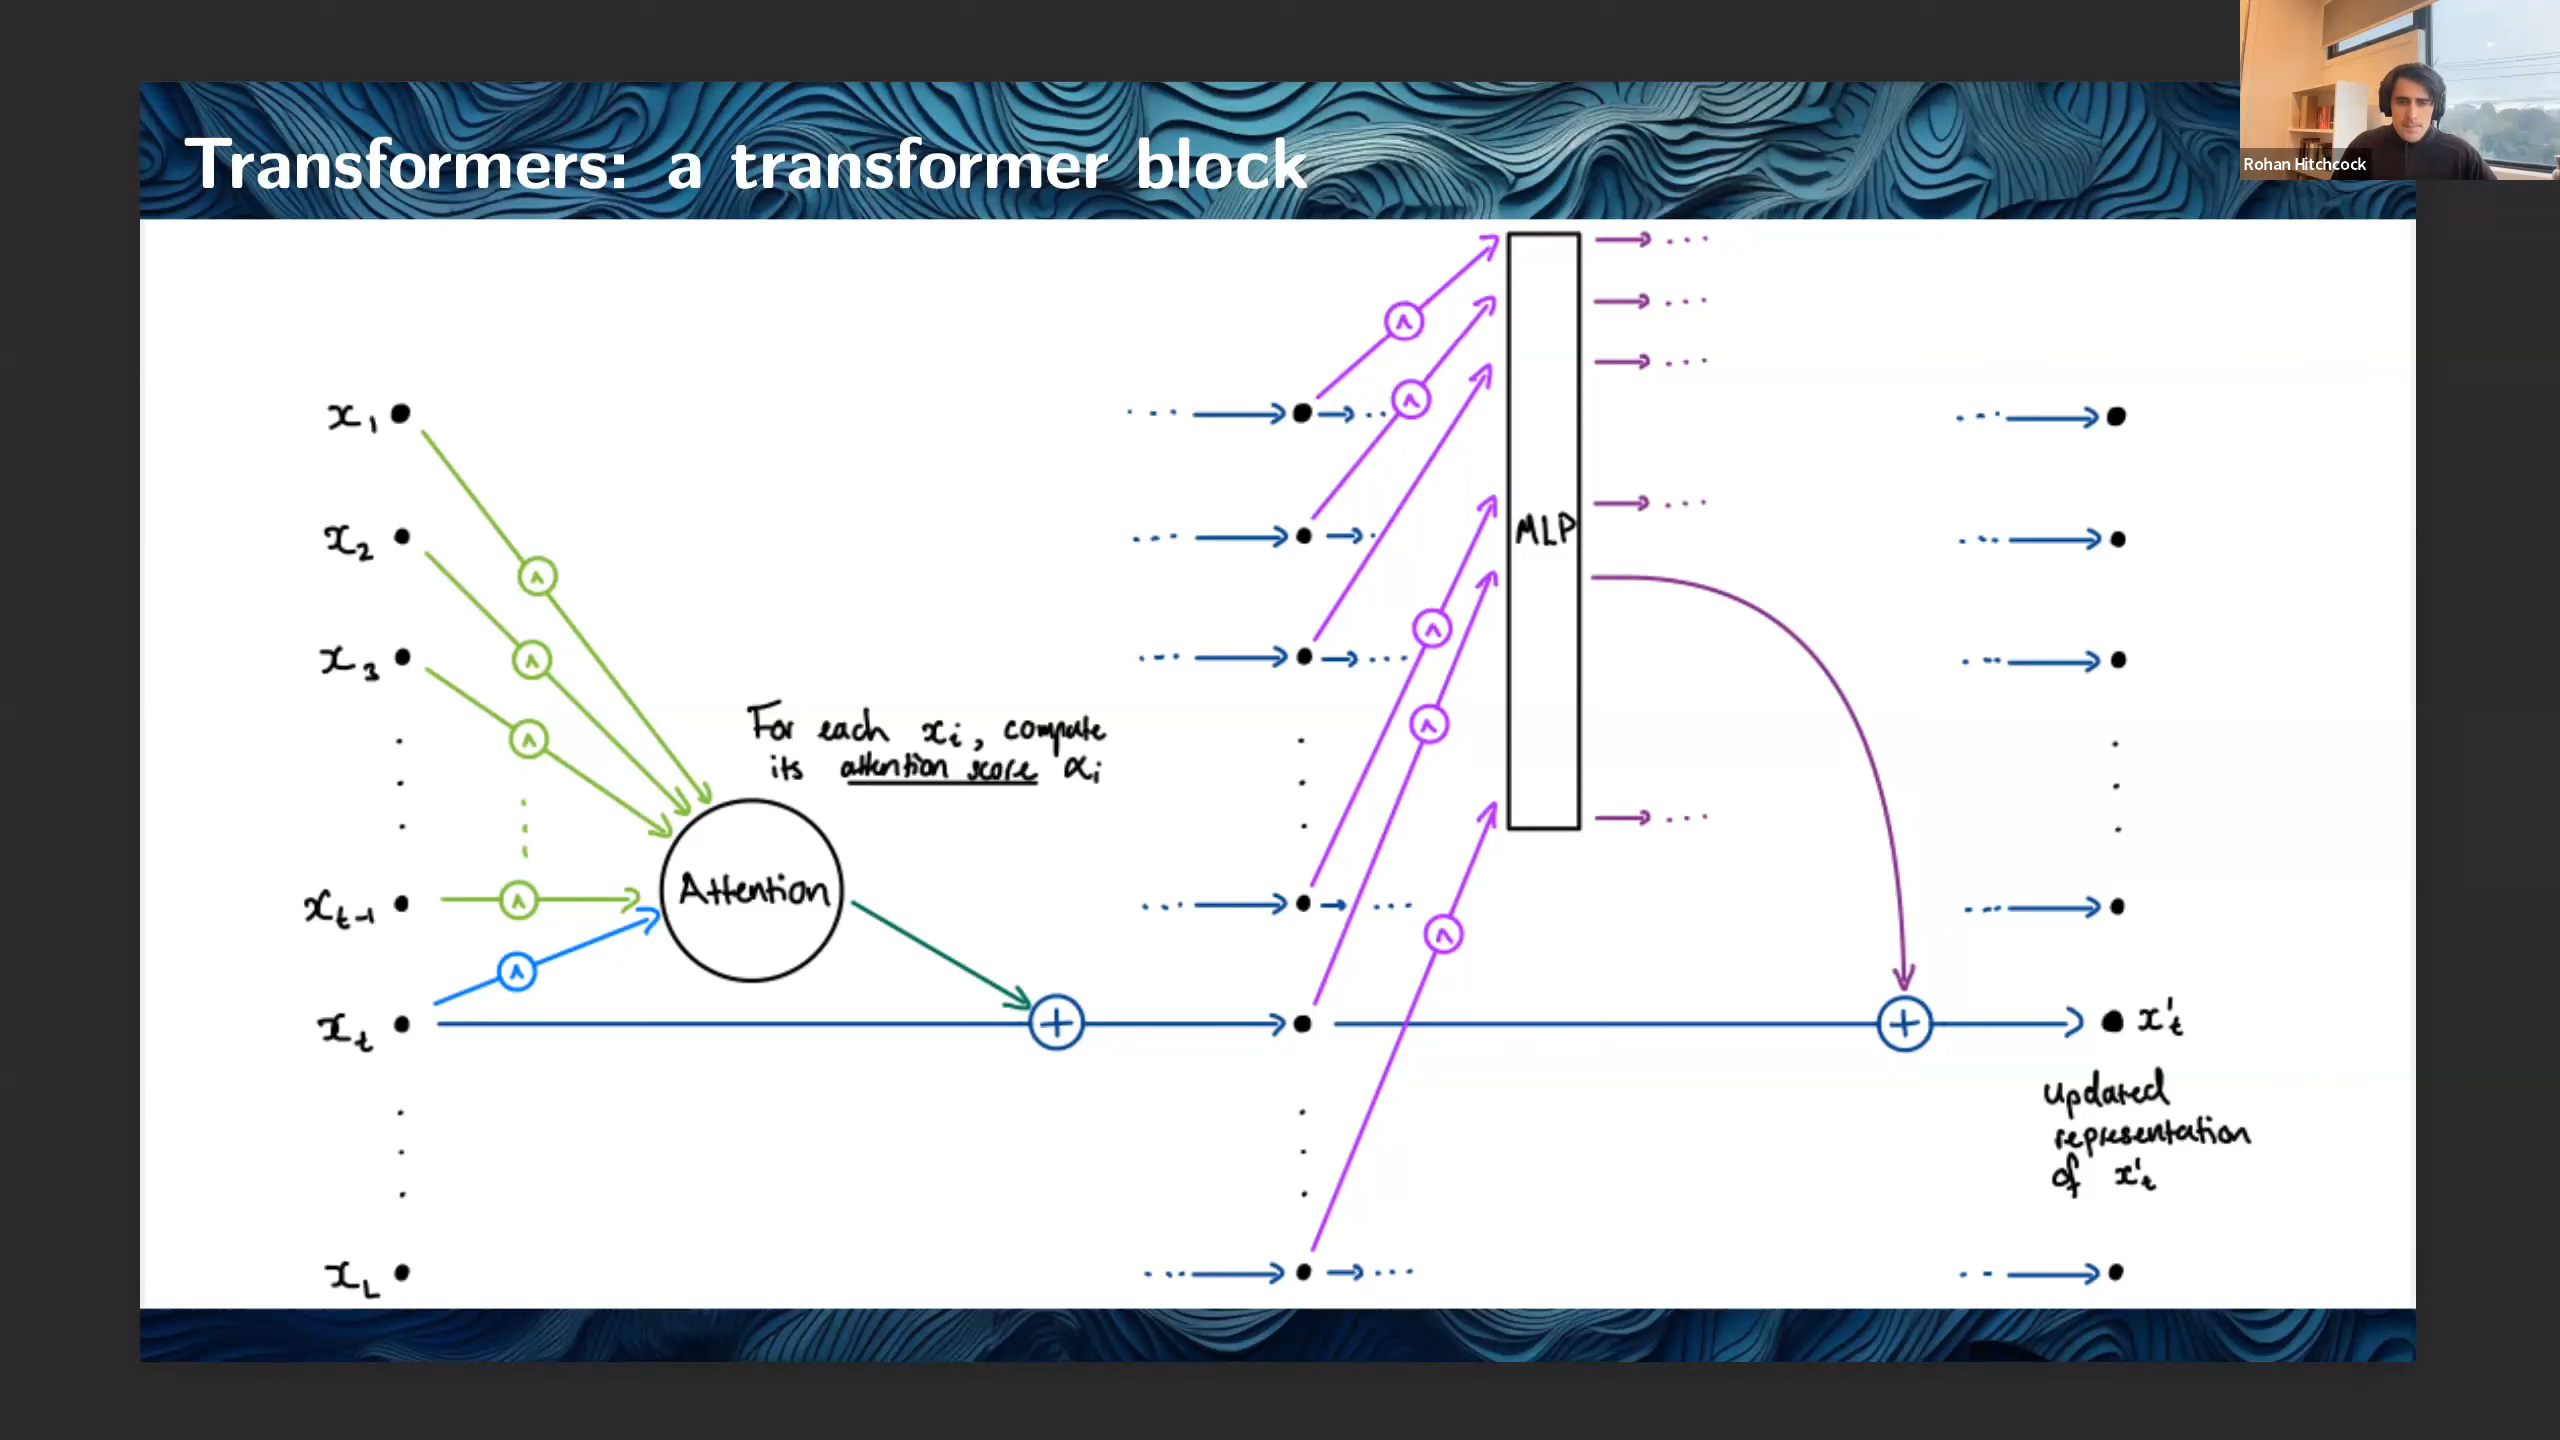 Rohan Hitchcock
Transformers: a transformer block
x₁
x₂
x₃
For each xᵢ, compute
its attention score αᵢ
MLP
Attention
xₜ₋₁
xₜ
x'ₜ
Updated
representation
of x'ₜ
x_L